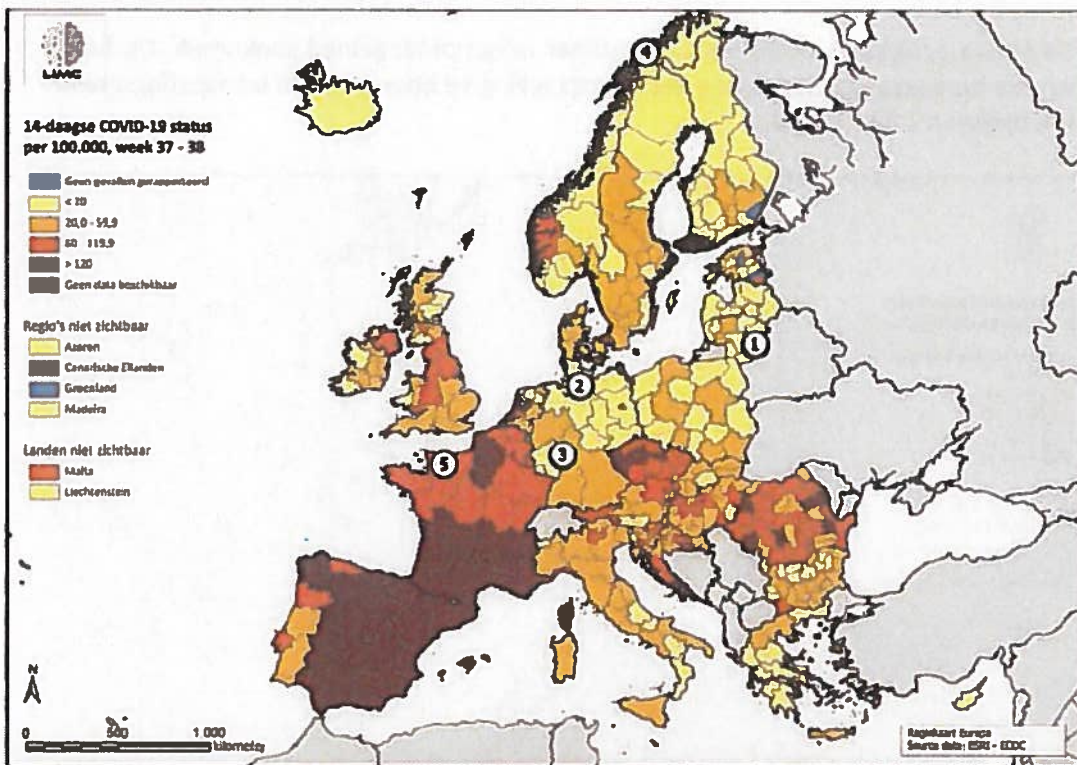 LIMC
14-daagse COVID-19 status
per 100.000, week 37 - 38
Geen gevallen gerapporteerd
< 20
20,0 - 59,9
60 - 119,9
> 120
Geen data beschikbaar
Regio's niet zichtbaar
Azoren
Canarische Eilanden
Groenland
Madeira
Landen niet zichtbaar
Malta
Liechtenstein
1
2
3
4
5
N
0 500 1 000
kilometer
Regiokaart Europa
Source data: ESRI - ECDC